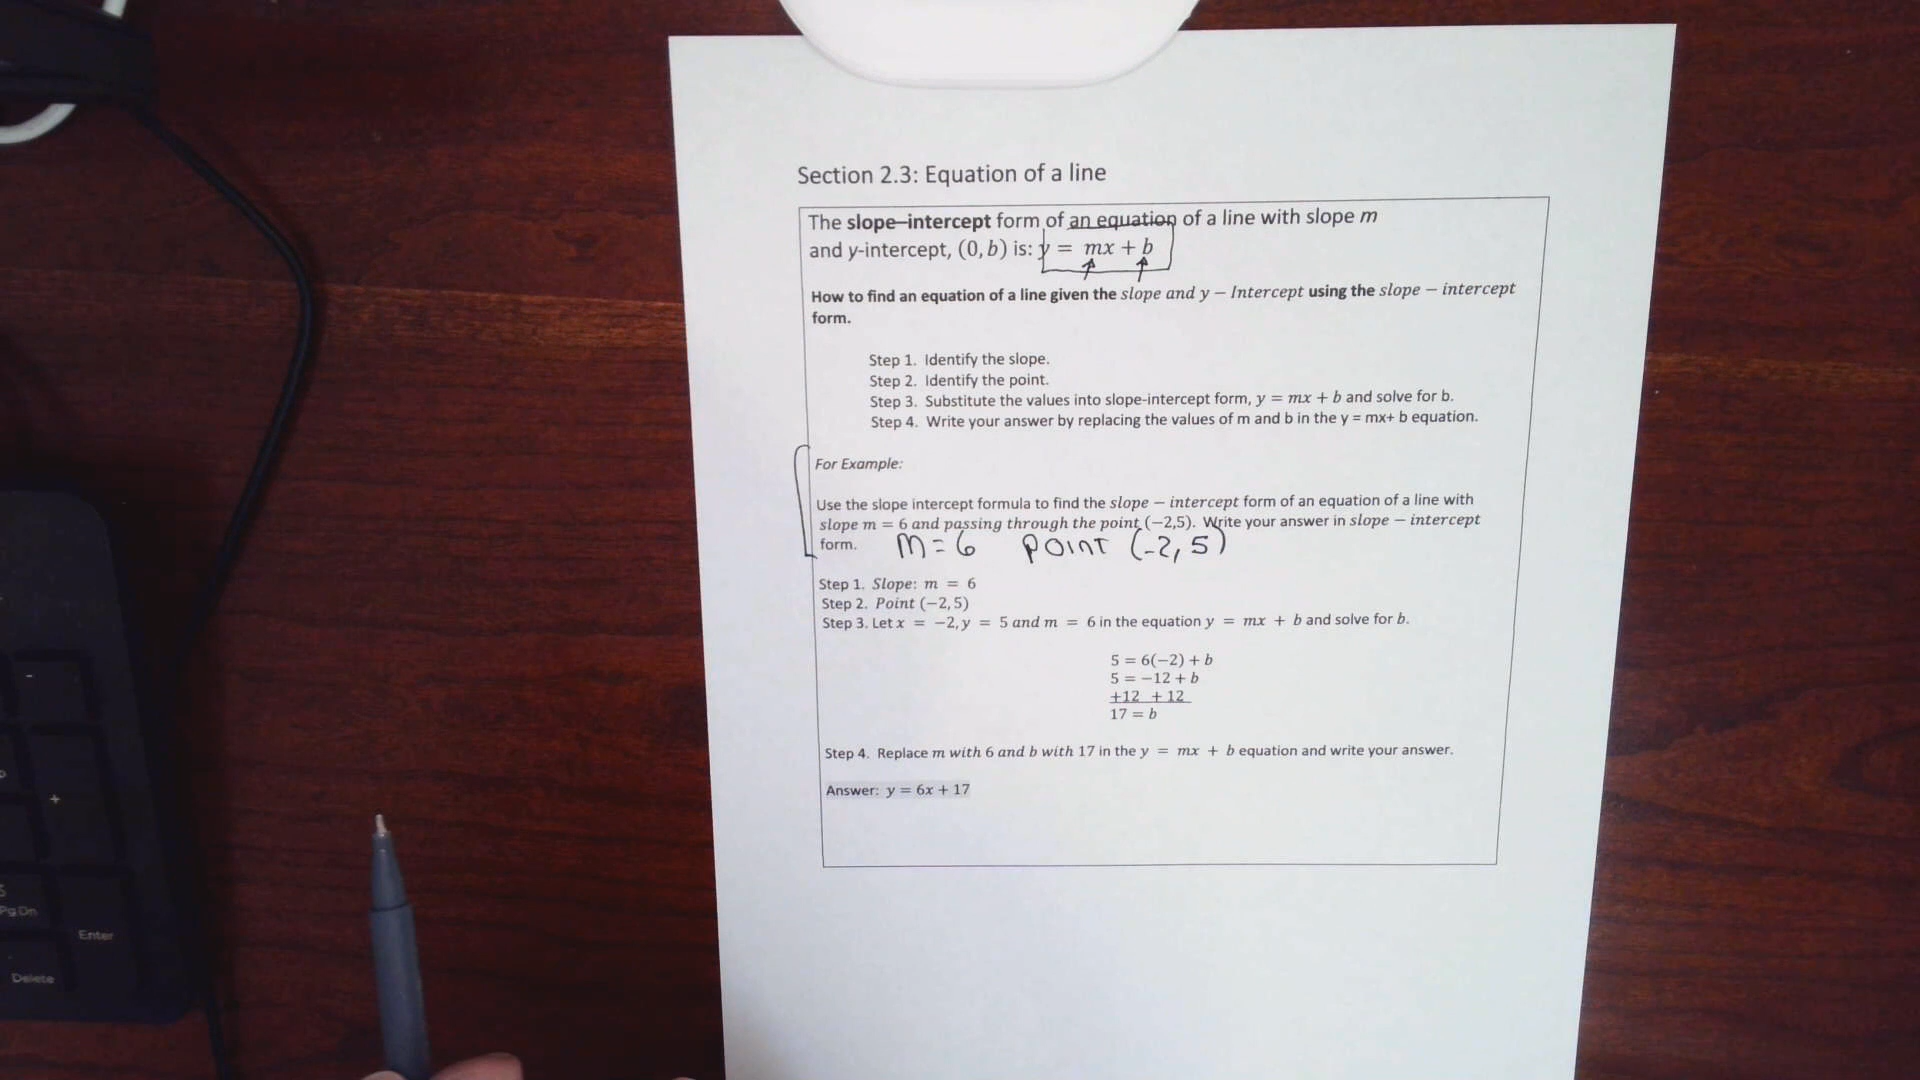 Section 2.3: Equation of a line
The slope–intercept form of an equation of a line with slope m
and y-intercept, (0, b) is: y = mx + b
How to find an equation of a line given the slope and y − Intercept using the slope − intercept
form.
Step 1. Identify the slope.
Step 2. Identify the point.
Step 3. Substitute the values into slope-intercept form, y = mx + b and solve for b.
Step 4. Write your answer by replacing the values of m and b in the y = mx+ b equation.
For Example:
Use the slope intercept formula to find the slope − intercept form of an equation of a line with
slope m = 6 and passing through the point (−2,5). Write your answer in slope − intercept
form.
m = 6 point (-2, 5)
Step 1. Slope: m = 6
Step 2. Point (−2,5)
Step 3. Let x = −2, y = 5 and m = 6 in the equation y = mx + b and solve for b.
5 = 6(−2) + b
5 = −12 + b
+12 + 12
17 = b
Step 4. Replace m with 6 and b with 17 in the y = mx + b equation and write your answer.
Answer: y = 6x + 17
-
+
Pg Dn
Enter
Delete